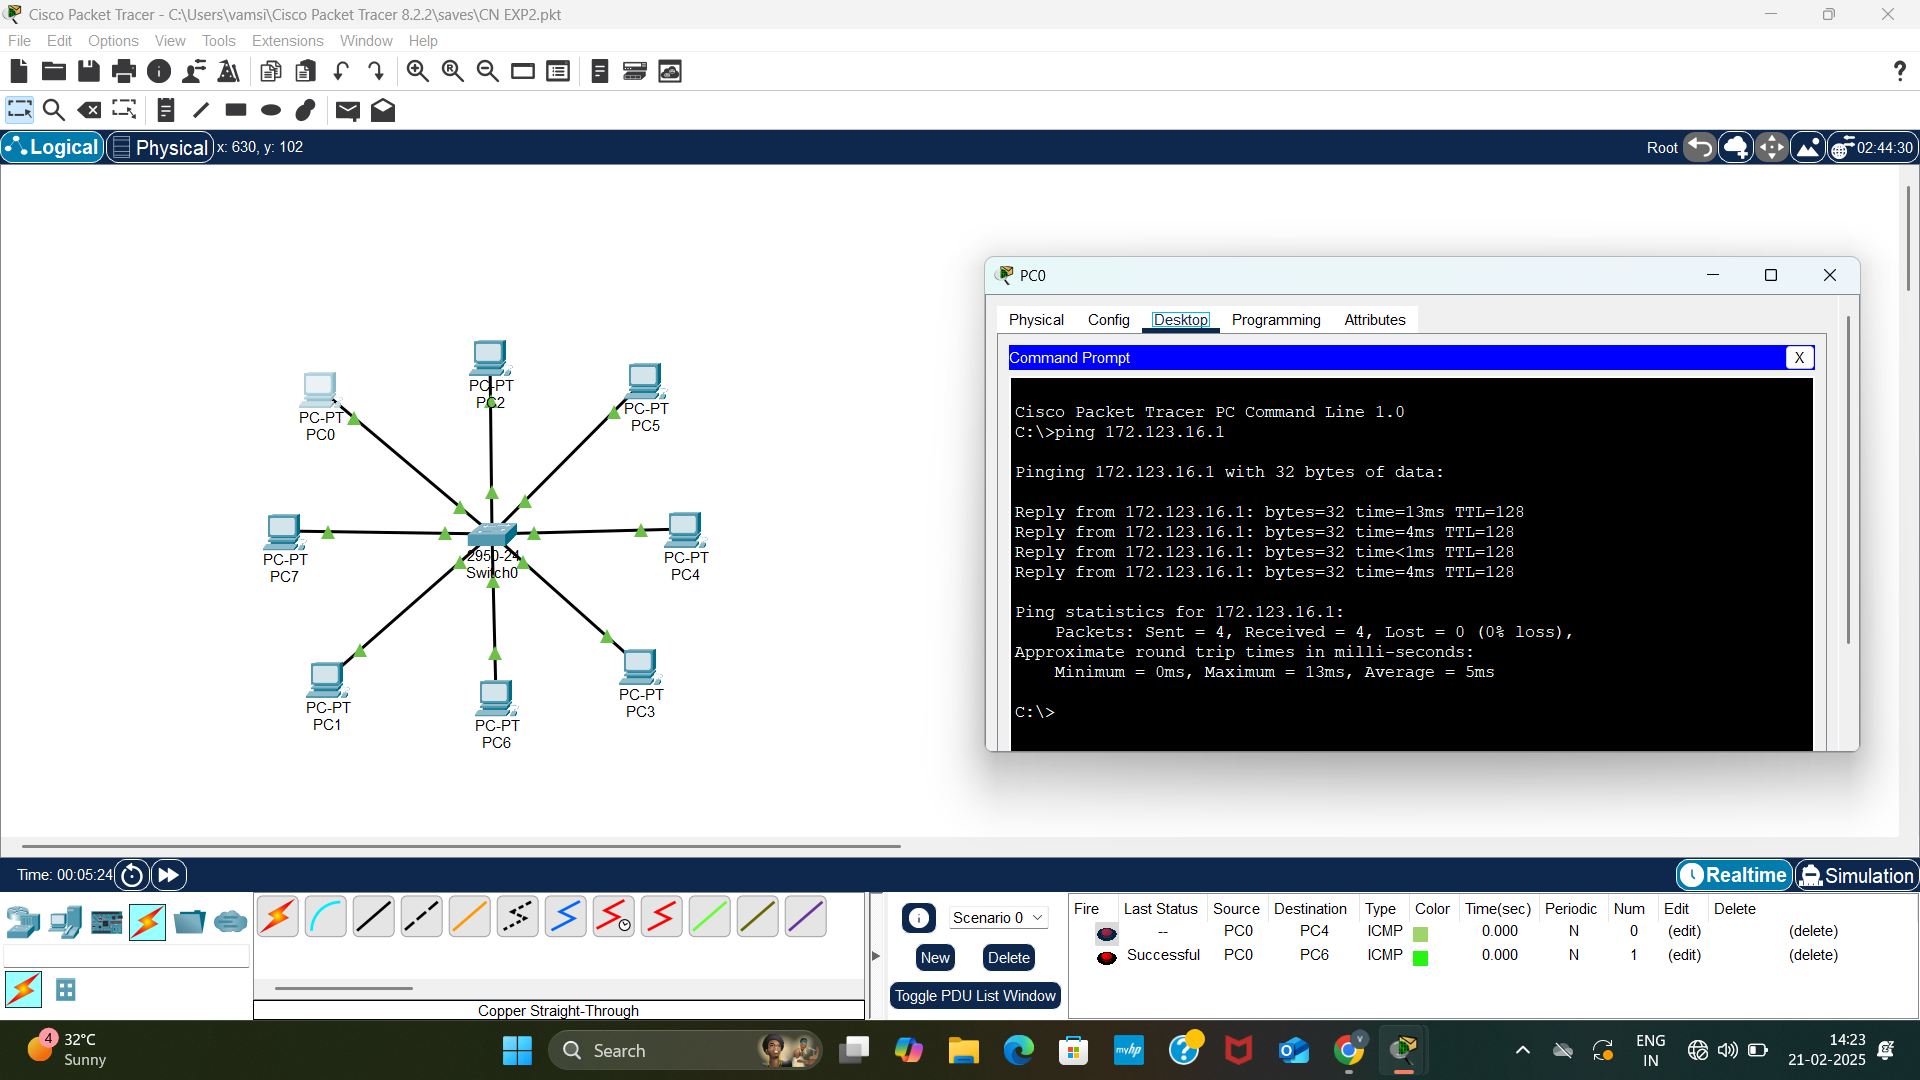 Cisco Packet Tracer - C:\Users\vamsi\Cisco Packet Tracer 8.2.2\saves\CN EXP2.pkt
File Edit Options View Tools Extensions Window Help
Logical Physical x: 630, y: 102 Root 02:44:30
PC0
Physical Config Desktop Programming Attributes
Command Prompt X
Cisco Packet Tracer PC Command Line 1.0
C:\>ping 172.123.16.1
Pinging 172.123.16.1 with 32 bytes of data:
Reply from 172.123.16.1: bytes=32 time=13ms TTL=128
Reply from 172.123.16.1: bytes=32 time=4ms TTL=128
Reply from 172.123.16.1: bytes=32 time<1ms TTL=128
Reply from 172.123.16.1: bytes=32 time=4ms TTL=128
Ping statistics for 172.123.16.1:
Packets: Sent = 4, Received = 4, Lost = 0 (0% loss),
Approximate round trip times in milli-seconds:
Minimum = 0ms, Maximum = 13ms, Average = 5ms
C:\>
PC-PT
PC2
PC-PT
PC5
PC-PT
PC0
PC-PT
PC7
2950-24
Switch0
PC-PT
PC4
PC-PT
PC1
PC-PT
PC6
PC-PT
PC3
Time: 00:05:24 Realtime Simulation
Scenario 0
New Delete
Toggle PDU List Window
Copper Straight-Through
Fire Last Status Source Destination Type Color Time(sec) Periodic Num Edit Delete
-- PC0 PC4 ICMP 0.000 N 0 (edit) (delete)
Successful PC0 PC6 ICMP 0.000 N 1 (edit) (delete)
4
32°C
Sunny
Search
myhp
V
ENG
IN
14:23
21-02-2025